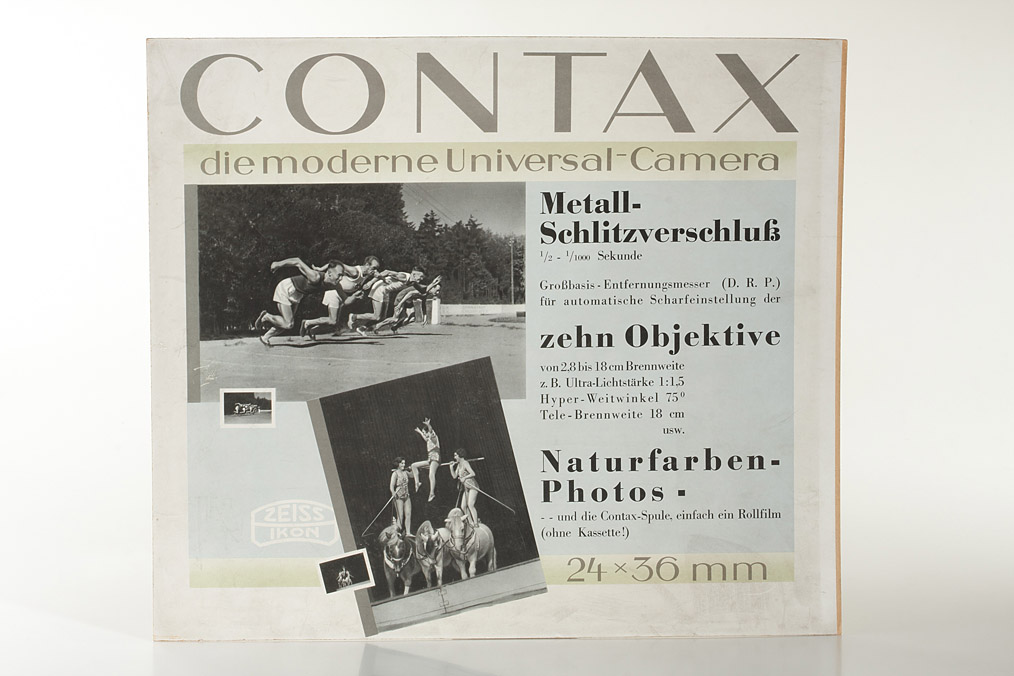 CONTAX
die moderne Universal-Camera
Metall-
Schlitzverschluß
1/2 - 1/1000 Sekunde
Großbasis-Entfernungsmesser (D. R. P.)
für automatische Scharfeinstellung der
zehn Objektive
von 2,8 bis 18 cm Brennweite
z. B. Ultra-Lichtstärke 1:1,5
Hyper-Weitwinkel 75°
Tele-Brennweite 18 cm
usw.
Naturfarben-
Photos -
- - und die Contax-Spule, einfach ein Rollfilm
(ohne Kassette!)
ZEISS
IKON
24×36 mm